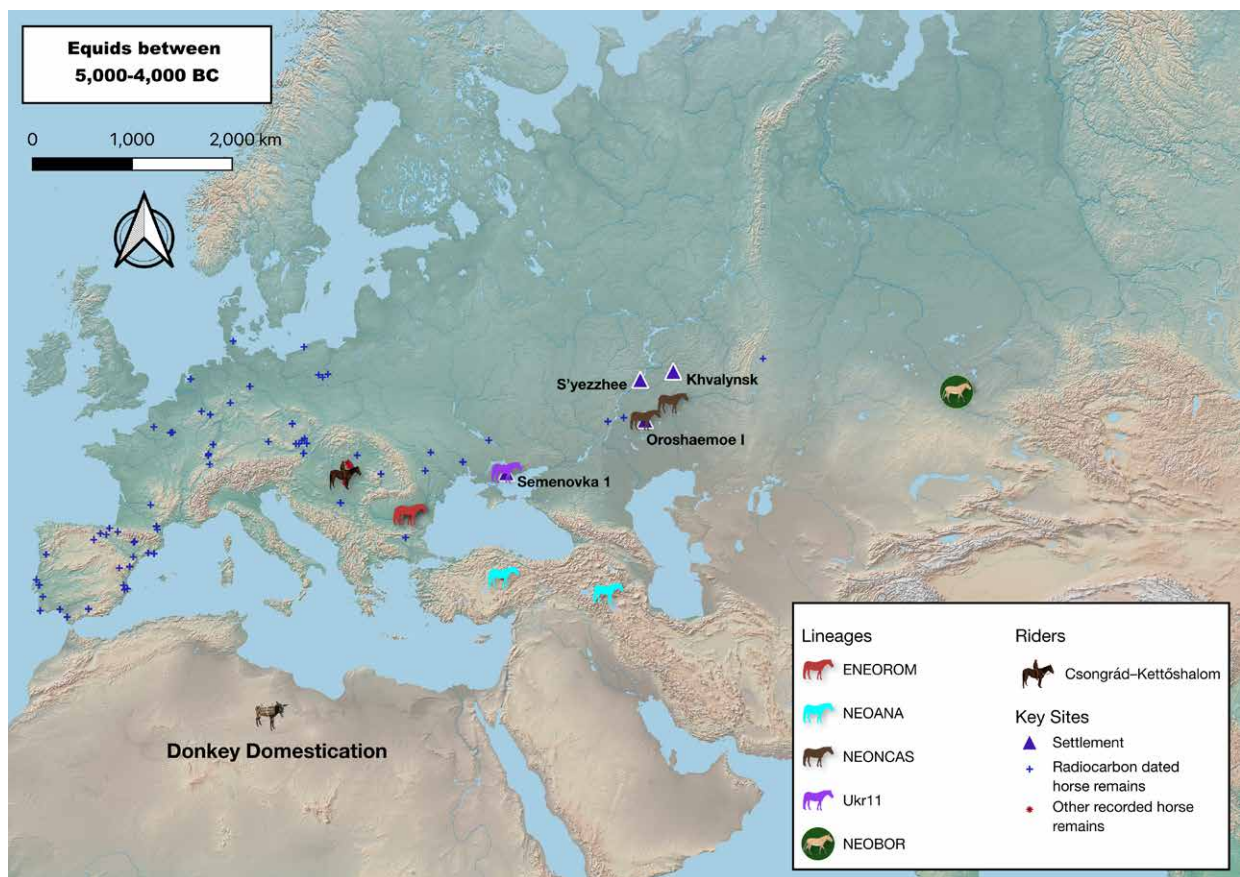 Equids between
5,000-4,000 BC
0 1,000 2,000 km
S'yezzhee
Khvalynsk
Oroshaemoe I
Semenovka 1
Donkey Domestication
Lineages
ENEOROM
NEOANA
NEONCAS
Ukr11
NEOBOR
Riders
Csongrád–Kettőshalom
Key Sites
Settlement
Radiocarbon dated
horse remains
Other recorded horse
remains